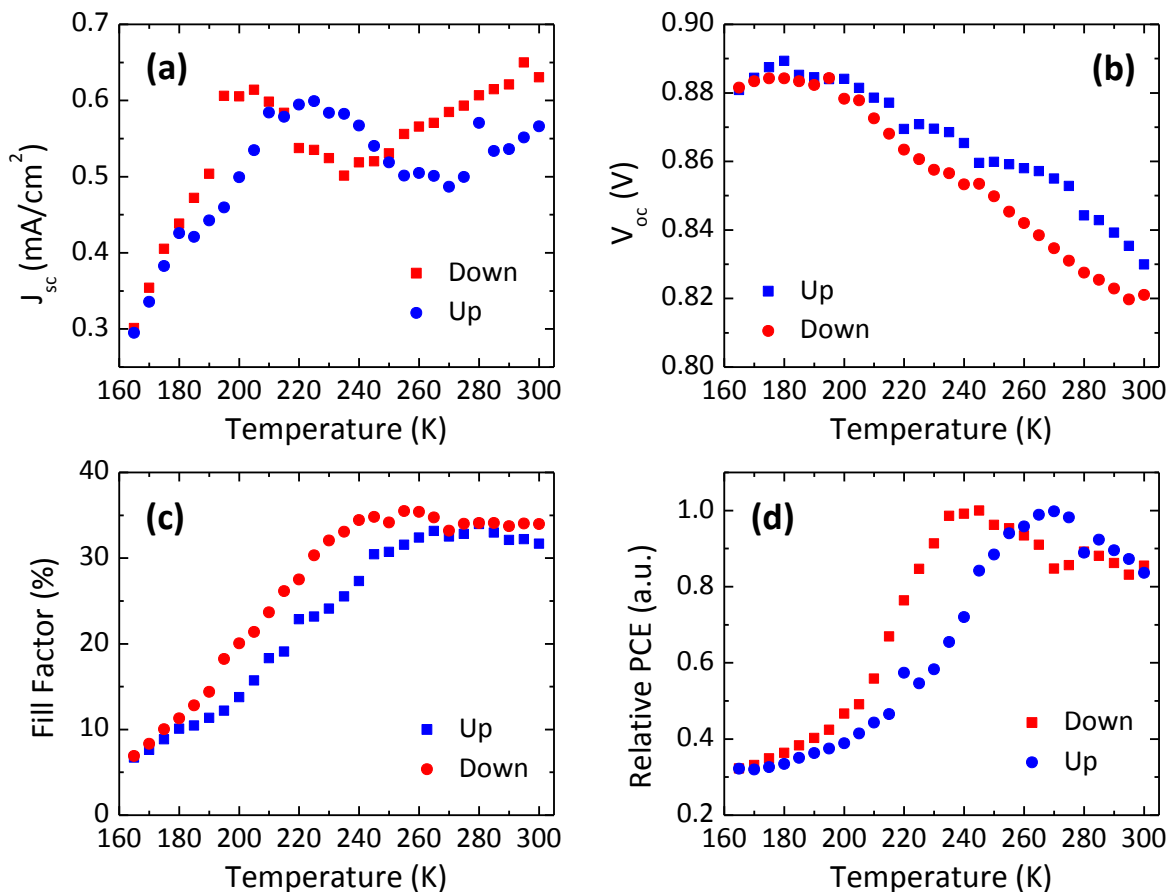 (a)
0.7
0.6
0.5
0.4
0.3
J_sc (mA/cm²)
Down
Up
160 180 200 220 240 260 280 300
Temperature (K)
(b)
0.90
0.88
0.86
0.84
0.82
0.80
V_oc (V)
Up
Down
160 180 200 220 240 260 280 300
Temperature (K)
(c)
40
30
20
10
0
Fill Factor (%)
Up
Down
160 180 200 220 240 260 280 300
Temperature (K)
(d)
1.0
0.8
0.6
0.4
0.2
Relative PCE (a.u.)
Down
Up
160 180 200 220 240 260 280 300
Temperature (K)